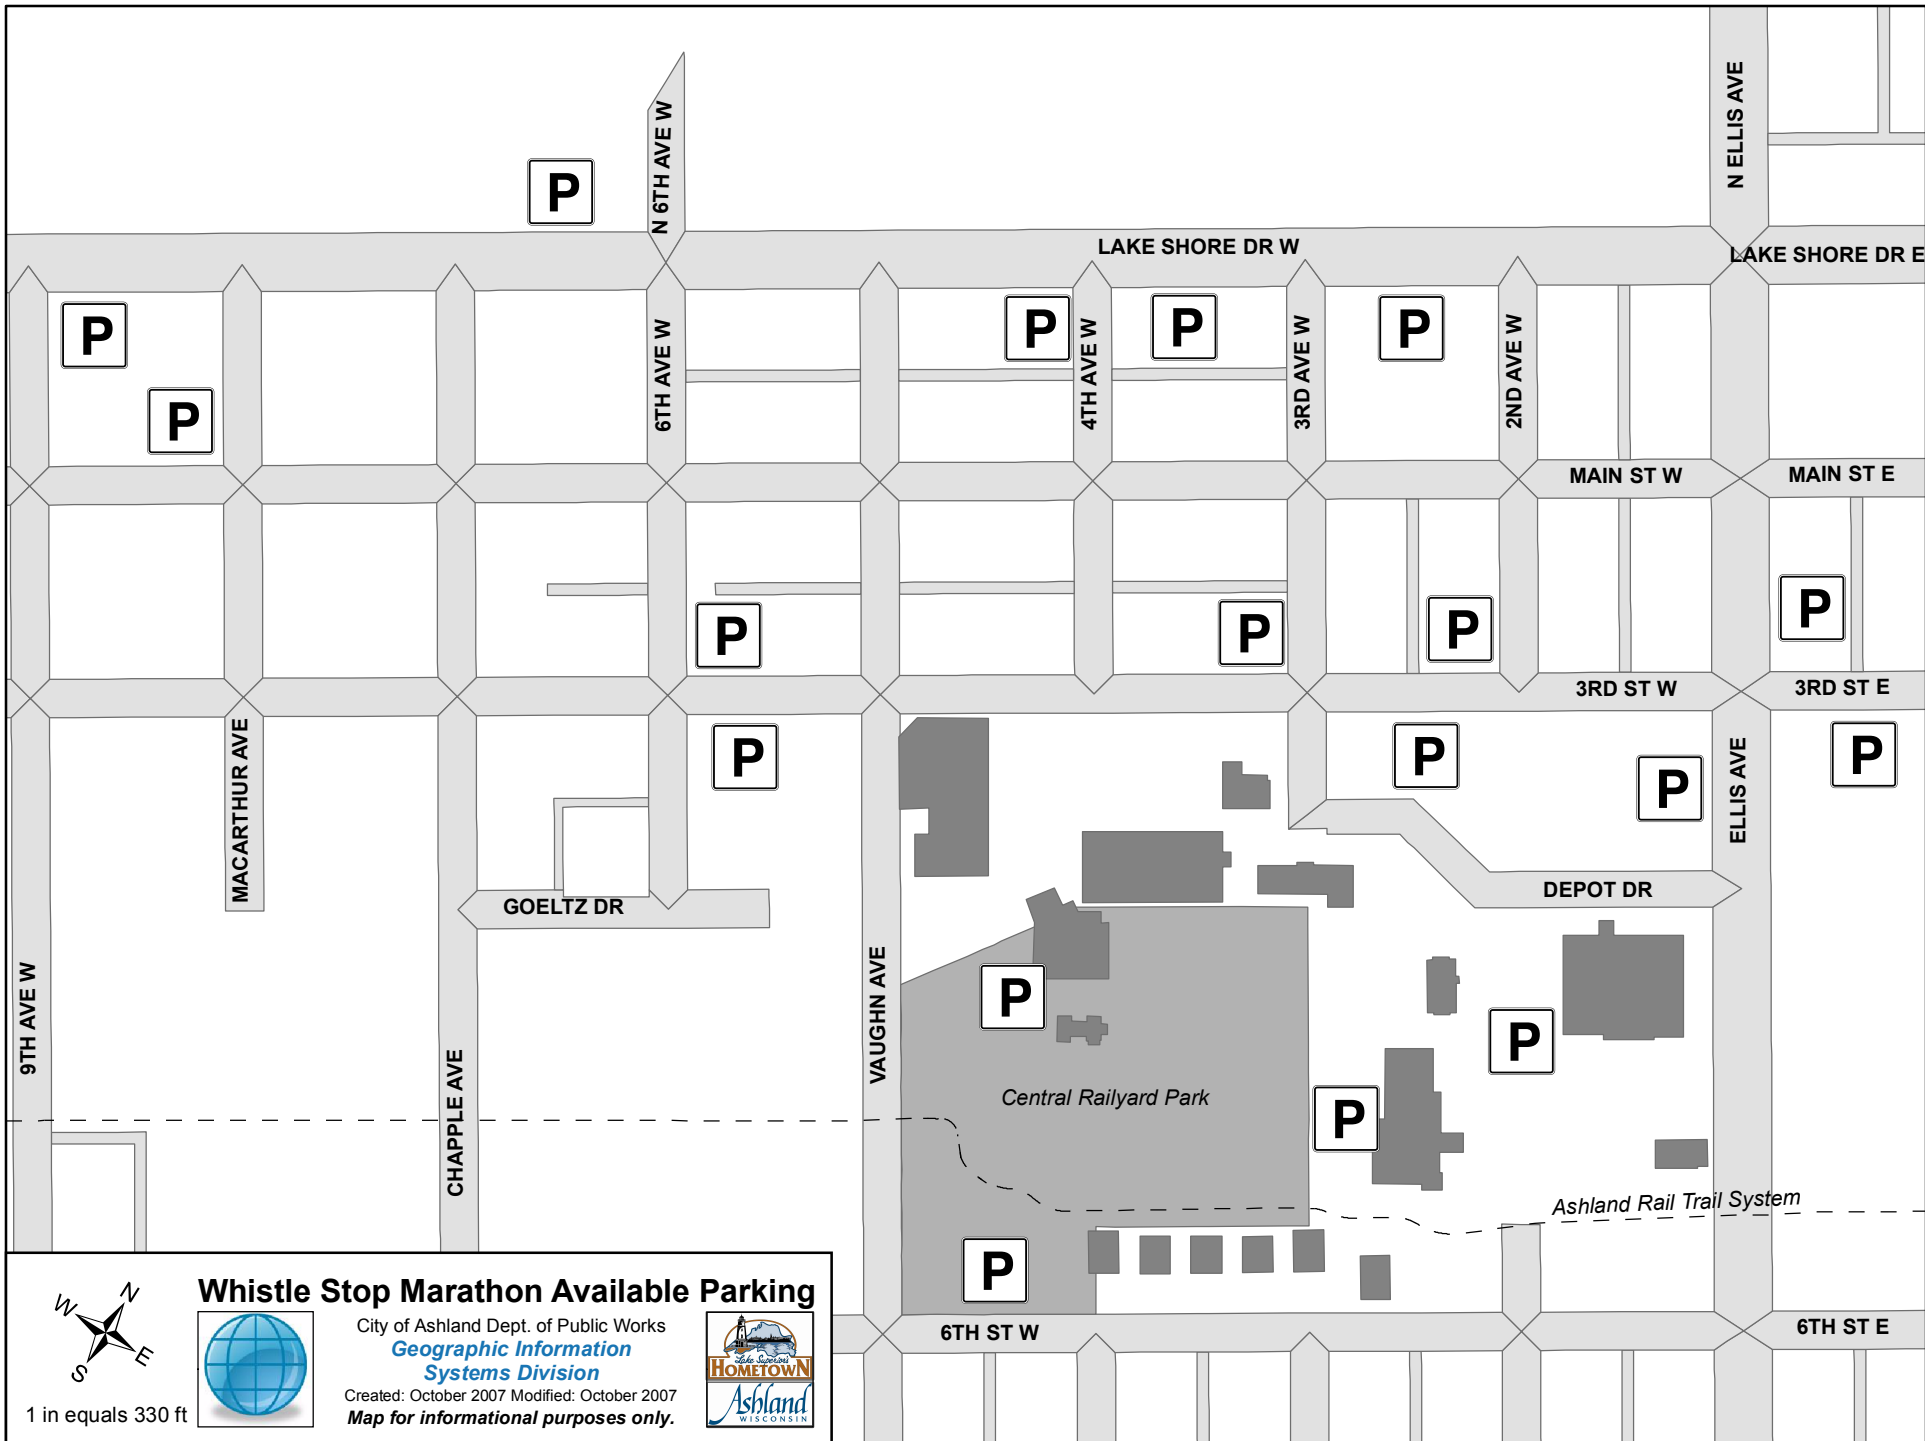 N 6TH AVE W
N ELLIS AVE
P
LAKE SHORE DR W
LAKE SHORE DR E
P
P
P
P
P
6TH AVE W
4TH AVE W
3RD AVE W
2ND AVE W
MAIN ST W
MAIN ST E
P
P
P
P
3RD ST W
3RD ST E
MACARTHUR AVE
P
P
P
P
ELLIS AVE
GOELTZ DR
DEPOT DR
9TH AVE W
CHAPPLE AVE
VAUGHN AVE
P
P
Central Railyard Park
P
Ashland Rail Trail System
P
6TH ST W
6TH ST E
N
W
E
S
1 in equals 330 ft
Whistle Stop Marathon Available Parking
City of Ashland Dept. of Public Works
Geographic Information
Systems Division
Created: October 2007 Modified: October 2007
Map for informational purposes only.
Lake Superior's
HOMETOWN
Ashland
WISCONSIN